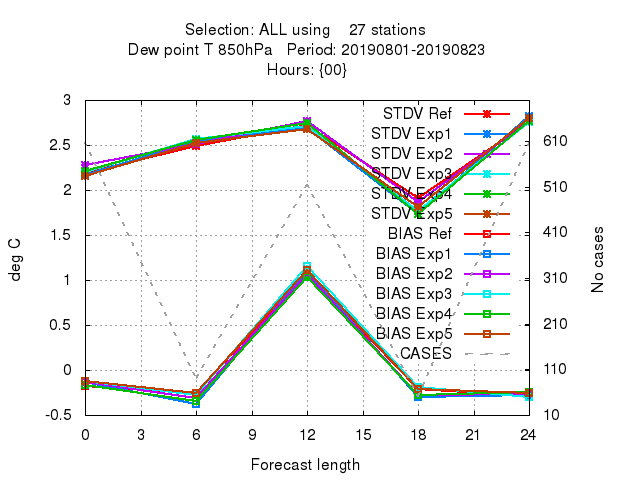 Selection: ALL using    27 stations
Dew point T 850hPa   Period: 20190801-20190823
Hours: {00}
STDV Ref
STDV Exp1
STDV Exp2
STDV Exp3
STDV Exp4
STDV Exp5
BIAS Ref
BIAS Exp1
BIAS Exp2
BIAS Exp3
BIAS Exp4
BIAS Exp5
CASES
deg C
3
2.5
2
1.5
1
0.5
0
-0.5
No cases
610
510
410
310
210
110
10
0 3 6 9 12 15 18 21 24
Forecast length